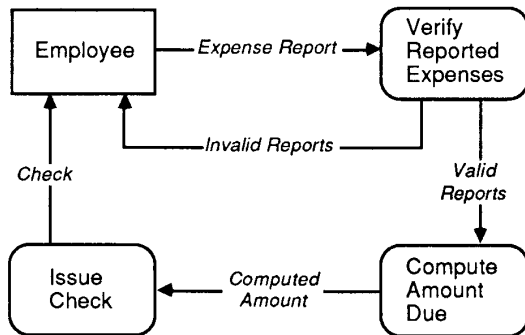 Employee
Expense Report
Verify
Reported
Expenses
Invalid Reports
Check
Valid
Reports
Issue
Check
Computed
Amount
Compute
Amount
Due